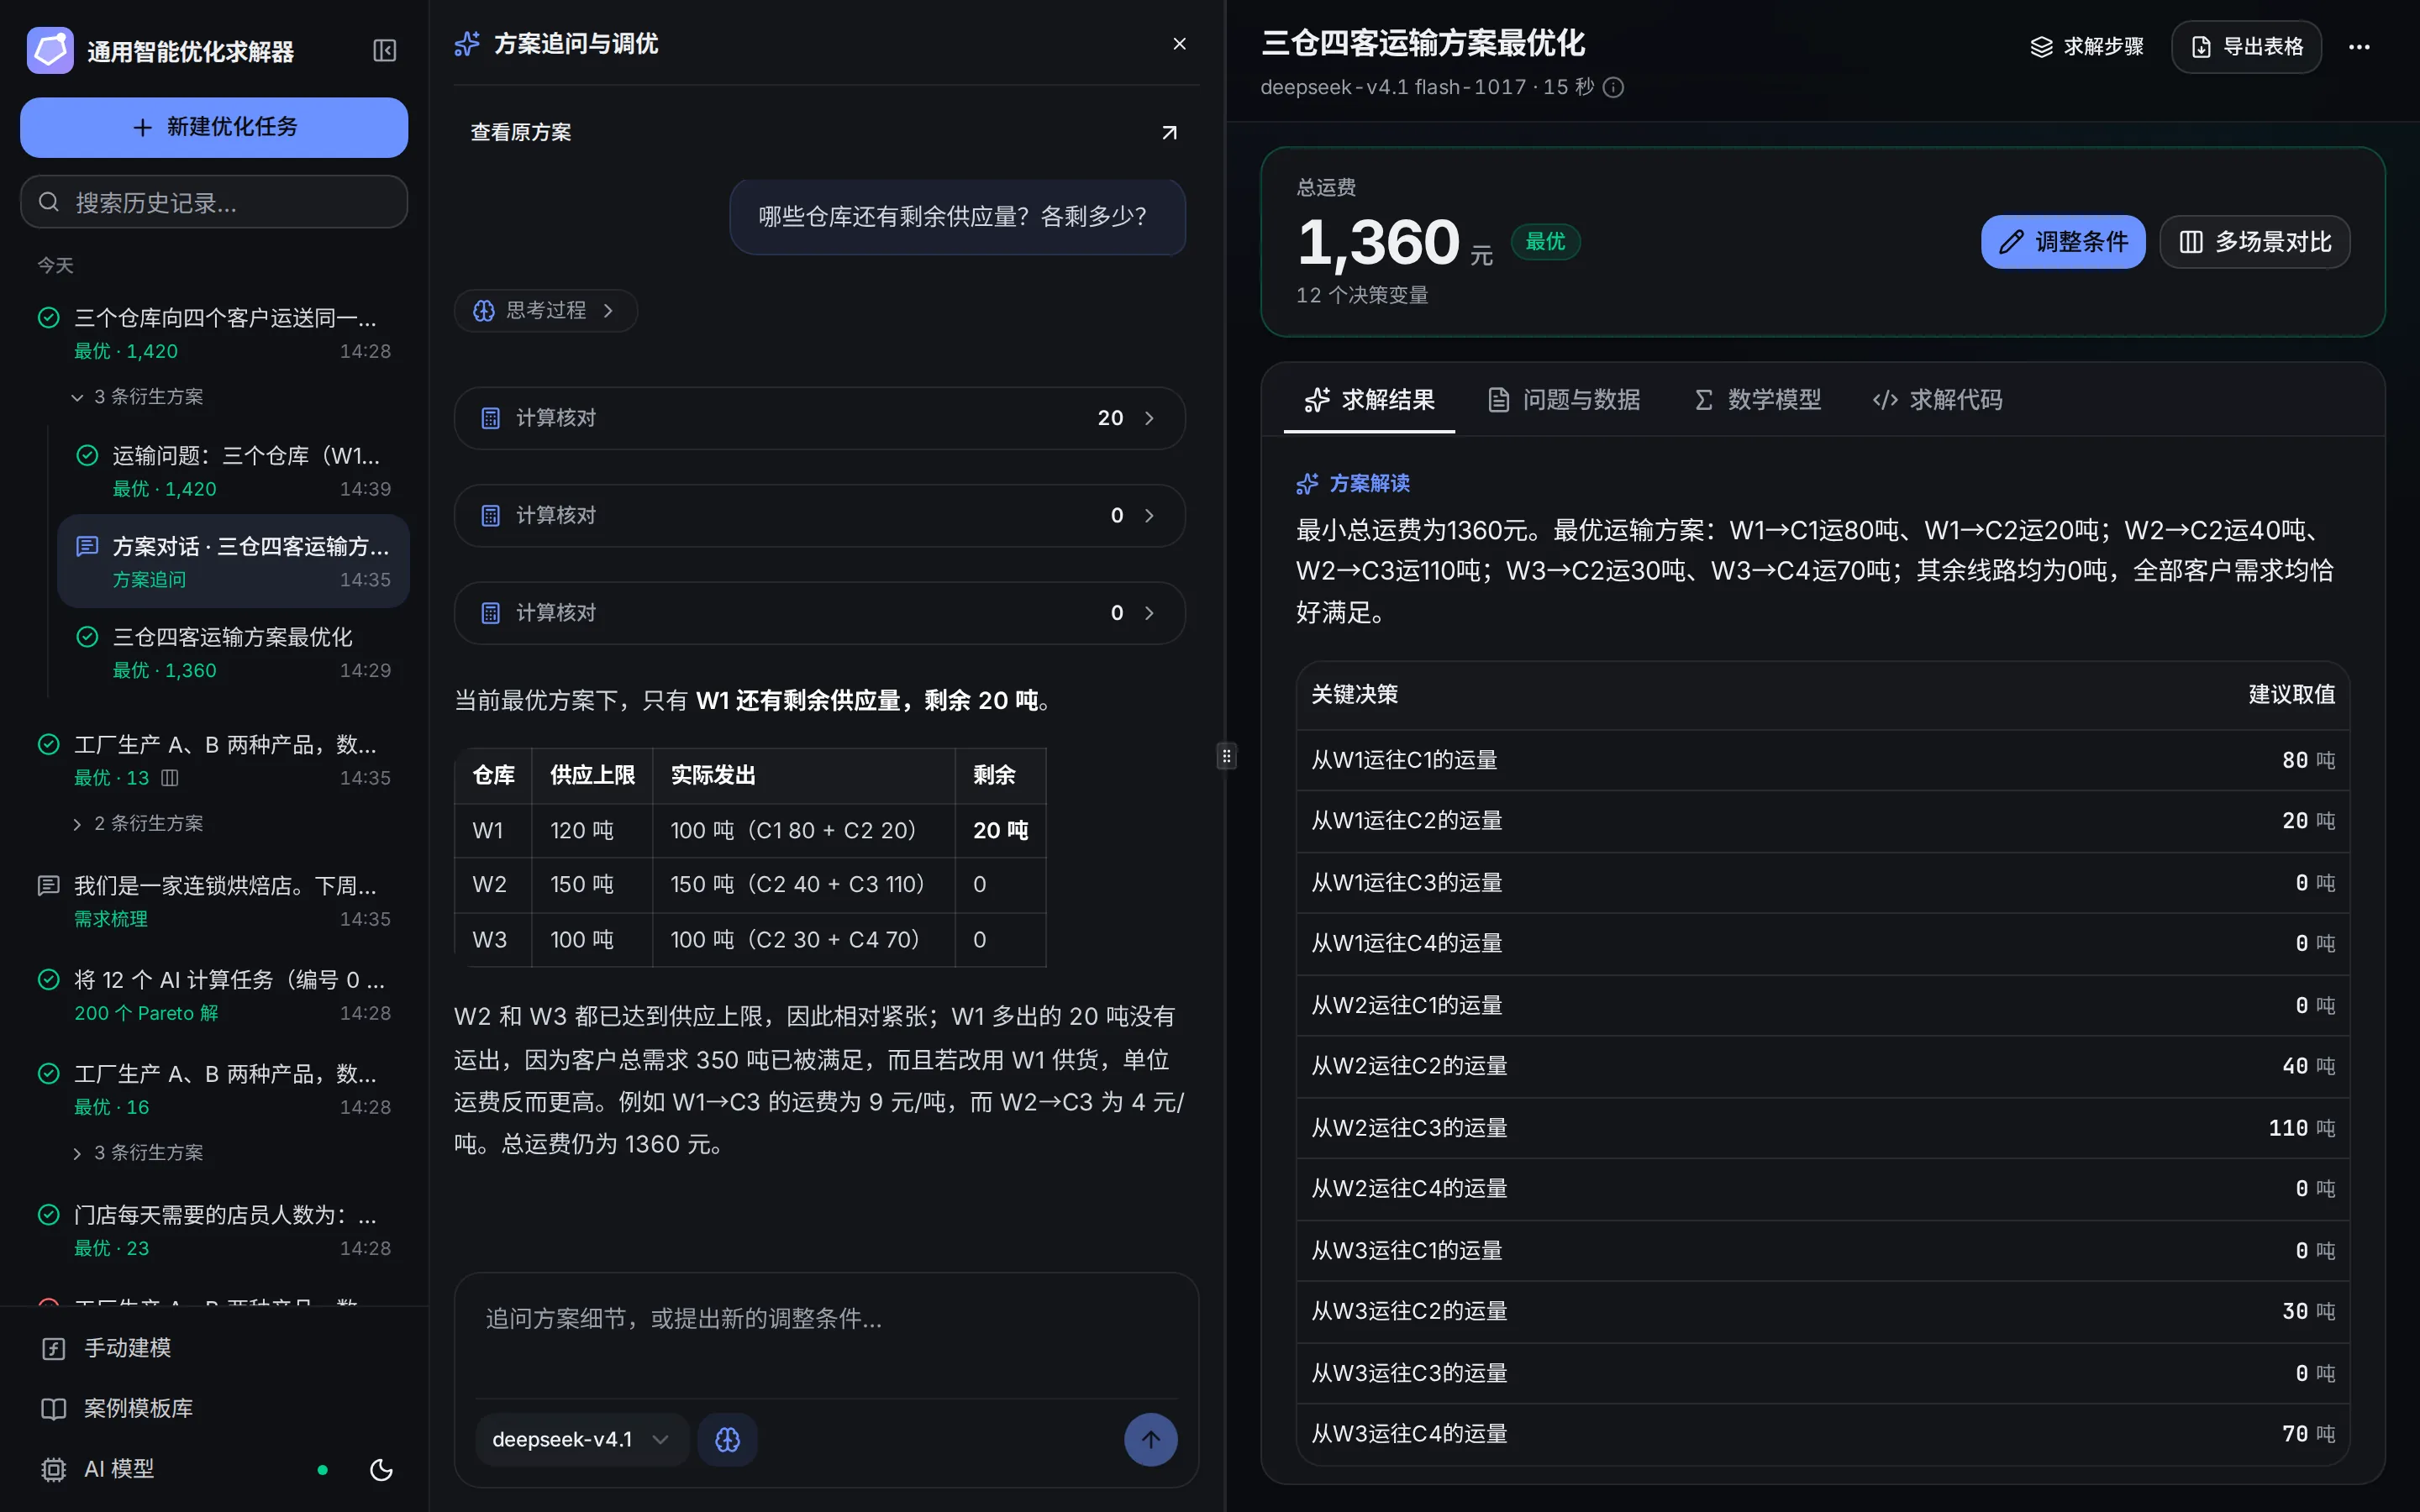 通用智能优化求解器
新建优化任务
搜索历史记录...
今天
三个仓库向四个客户运送同一...
最优 · 1,420
14:28
3 条衍生方案
运输问题：三个仓库（W1...
最优 · 1,420
14:39
方案对话 · 三仓四客运输方...
方案追问
14:35
三仓四客运输方案最优化
最优 · 1,360
14:29
工厂生产 A、B 两种产品，数...
最优 · 13
14:35
2 条衍生方案
我们是一家连锁烘焙店。下周...
需求梳理
14:35
将 12 个 AI 计算任务（编号 0 ...
200 个 Pareto 解
14:28
工厂生产 A、B 两种产品，数...
最优 · 16
14:28
3 条衍生方案
门店每天需要的店员人数为：...
最优 · 23
14:28
手动建模
案例模板库
AI 模型
方案追问与调优
查看原方案
哪些仓库还有剩余供应量？各剩多少？
思考过程
计算核对 20
计算核对 0
计算核对 0
当前最优方案下，只有 W1 还有剩余供应量，剩余 20 吨。
仓库 供应上限 实际发出 剩余
W1 120 吨 100 吨（C1 80 + C2 20） 20 吨
W2 150 吨 150 吨（C2 40 + C3 110） 0
W3 100 吨 100 吨（C2 30 + C4 70） 0
W2 和 W3 都已达到供应上限，因此相对紧张；W1 多出的 20 吨没有
运出，因为客户总需求 350 吨已被满足，而且若改用 W1 供货，单位
运费反而更高。例如 W1→C3 的运费为 9 元/吨，而 W2→C3 为 4 元/
吨。总运费仍为 1360 元。
追问方案细节，或提出新的调整条件...
deepseek-v4.1
三仓四客运输方案最优化
deepseek-v4.1 flash-1017 · 15 秒
求解步骤
导出表格
总运费
1,360 元 最优
12 个决策变量
调整条件
多场景对比
求解结果
问题与数据
数学模型
求解代码
方案解读
最小总运费为1360元。最优运输方案：W1→C1运80吨、W1→C2运20吨；W2→C2运40吨、
W2→C3运110吨；W3→C2运30吨、W3→C4运70吨；其余线路均为0吨，全部客户需求均恰
好满足。
关键决策 建议取值
从W1运往C1的运量 80 吨
从W1运往C2的运量 20 吨
从W1运往C3的运量 0 吨
从W1运往C4的运量 0 吨
从W2运往C1的运量 0 吨
从W2运往C2的运量 40 吨
从W2运往C3的运量 110 吨
从W2运往C4的运量 0 吨
从W3运往C1的运量 0 吨
从W3运往C2的运量 30 吨
从W3运往C3的运量 0 吨
从W3运往C4的运量 70 吨